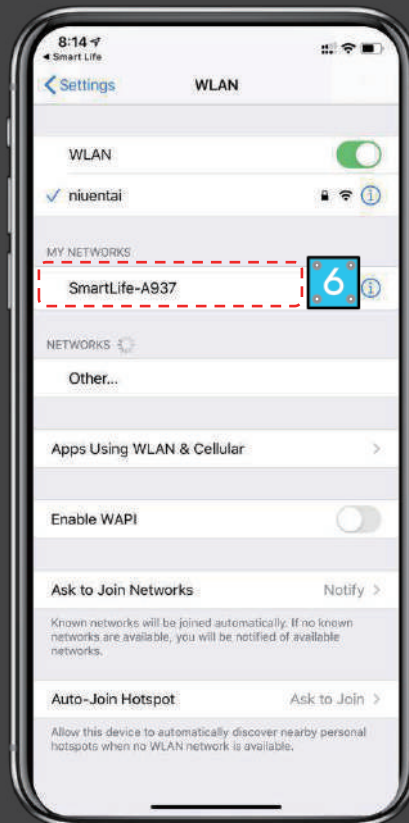 8:14
Smart Life
Settings WLAN
WLAN
niuentai
MY NETWORKS
SmartLife-A937 6
NETWORKS
Other...
Apps Using WLAN & Cellular
Enable WAPI
Ask to Join Networks Notify
Known networks will be joined automatically. If no known
networks are available, you will be notified of available
networks.
Auto-Join Hotspot Ask to Join
Allow this device to automatically discover nearby personal
hotspots when no WLAN network is available.